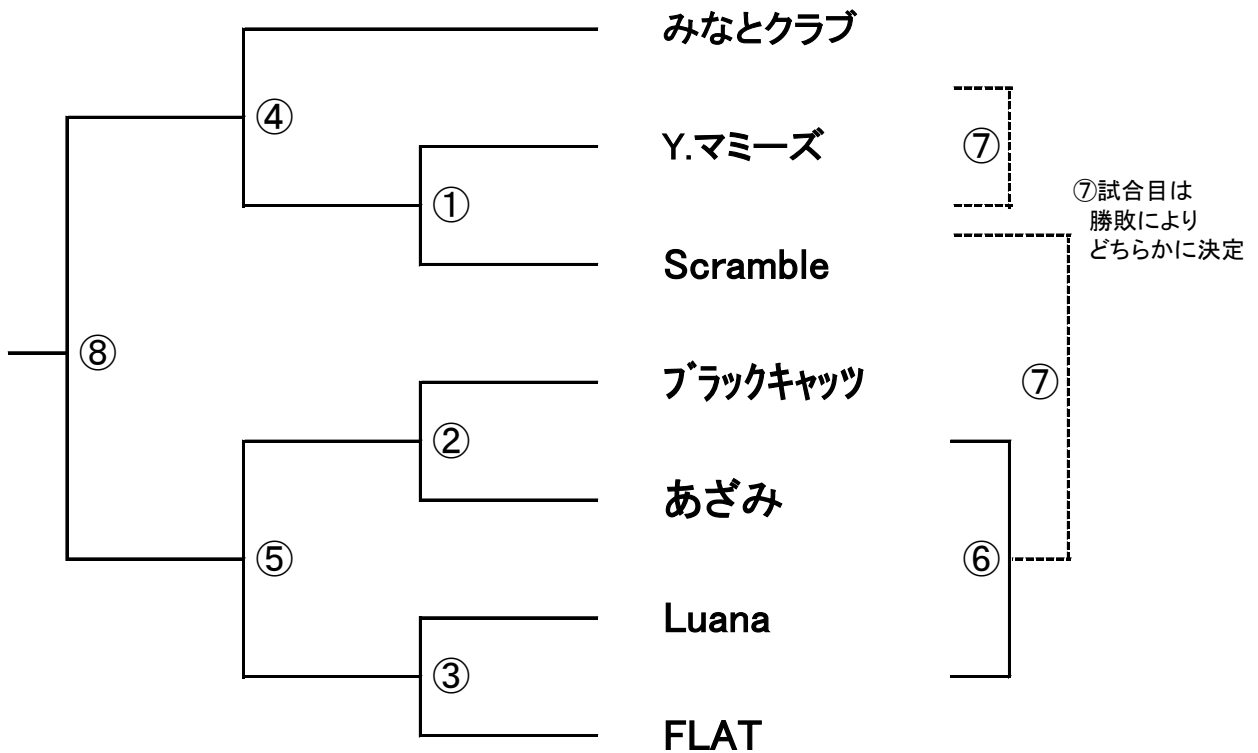 みなとクラブ
④
Y.マミーズ
⑦
①
⑦試合目は
勝敗により
どちらかに決定
Scramble
⑧
ブラックキャッツ
⑦
②
あざみ
⑤
⑥
Luana
③
FLAT